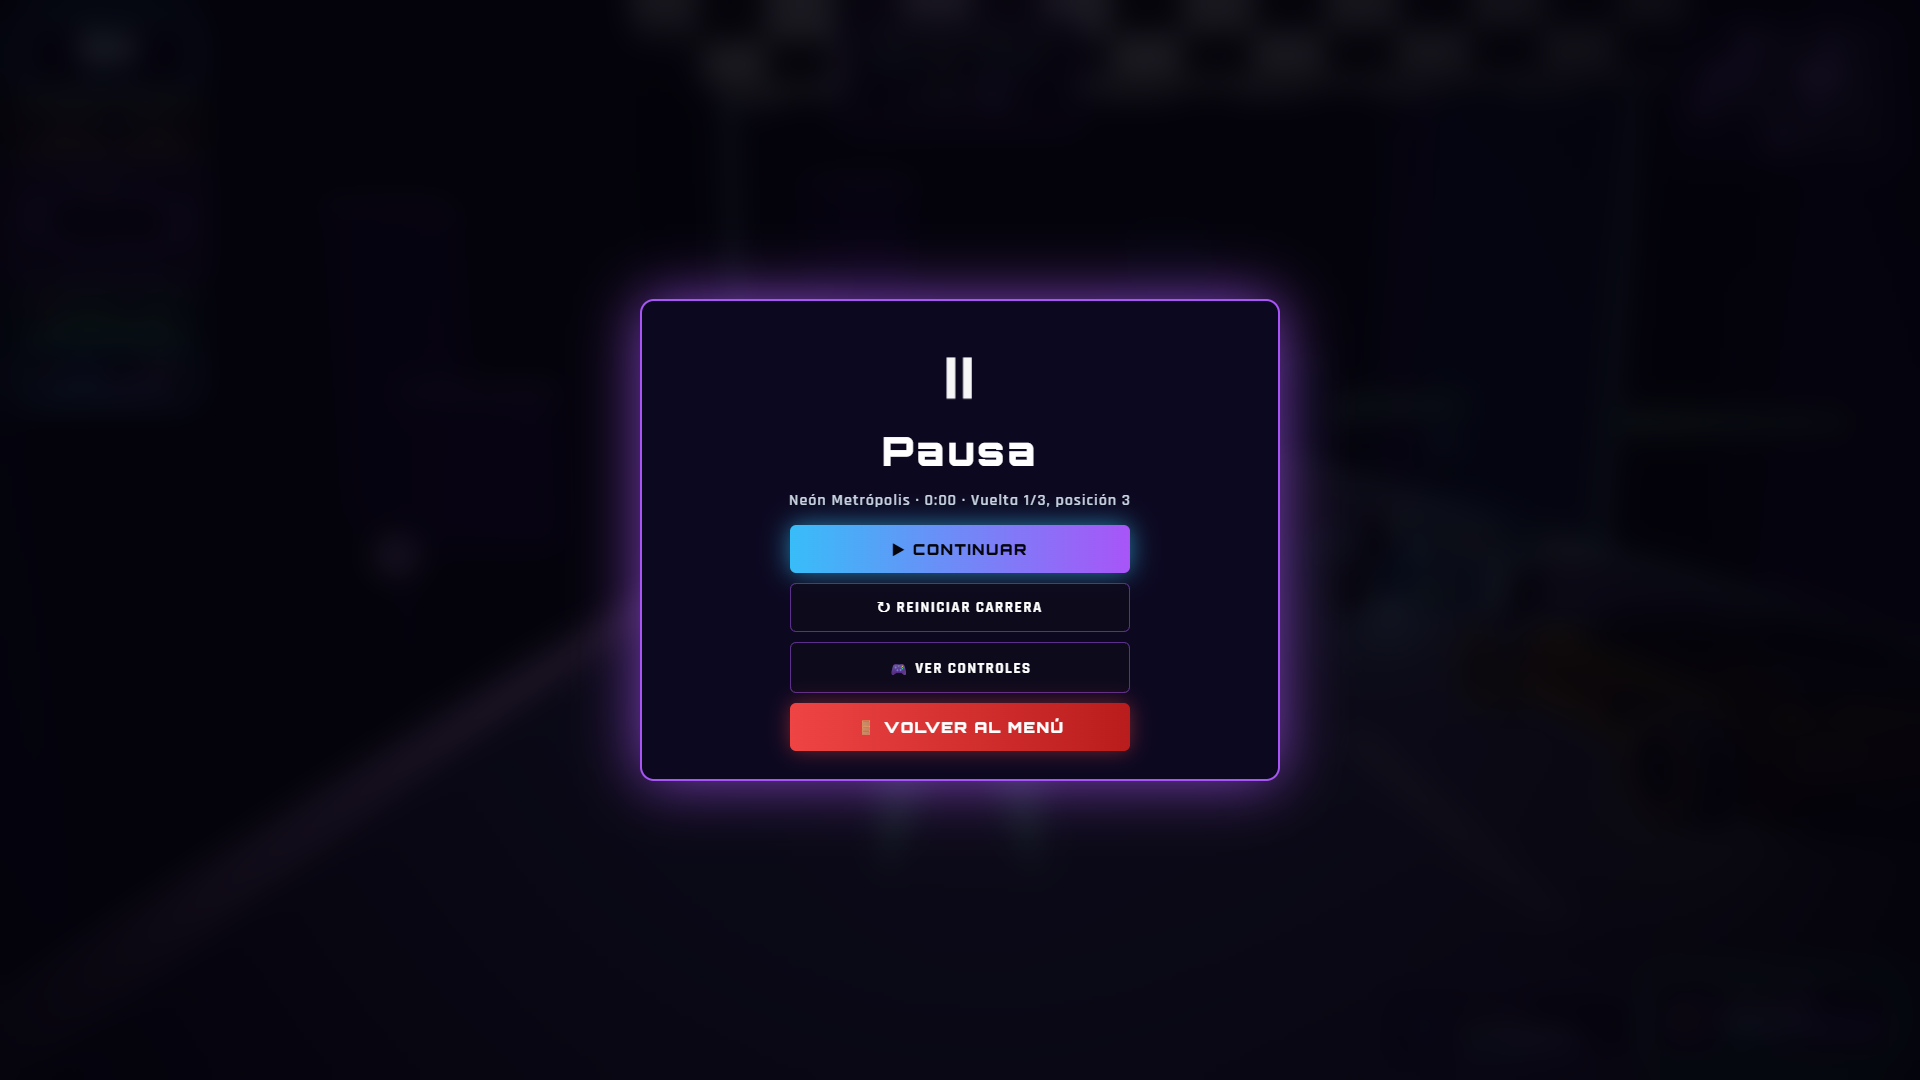 Pausa
Neón Metrópolis · 0:00 · Vuelta 1/3, posición 3
▶ CONTINUAR
↻ REINICIAR CARRERA
🎮 VER CONTROLES
🚪 VOLVER AL MENÚ